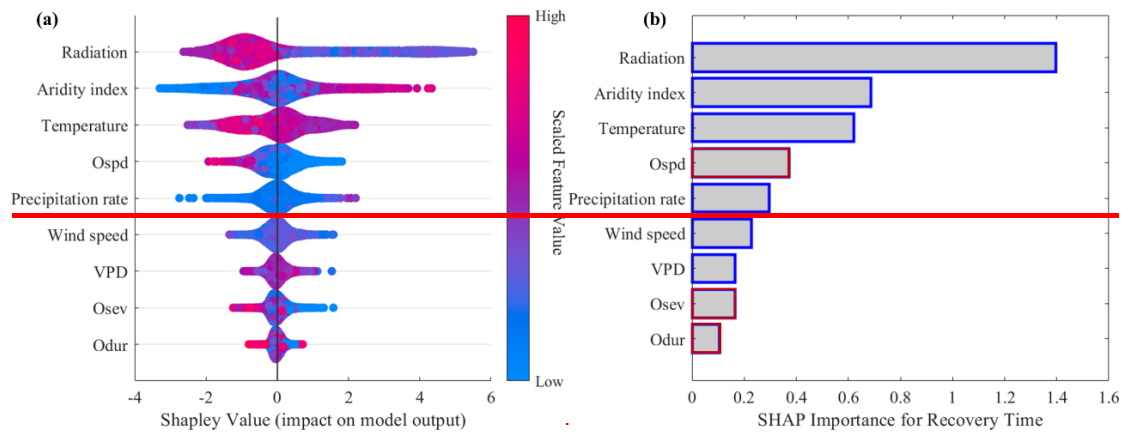 (a)
High
Radiation
Aridity index
Temperature
Ospd
Precipitation rate
Wind speed
VPD
Osev
Odur
-4 -2 0 2 4 6
Shapley Value (impact on model output)
Scaled Feature Value
Low
(b)
Radiation
Aridity index
Temperature
Ospd
Precipitation rate
Wind speed
VPD
Osev
Odur
0 0.2 0.4 0.6 0.8 1 1.2 1.4 1.6
SHAP Importance for Recovery Time